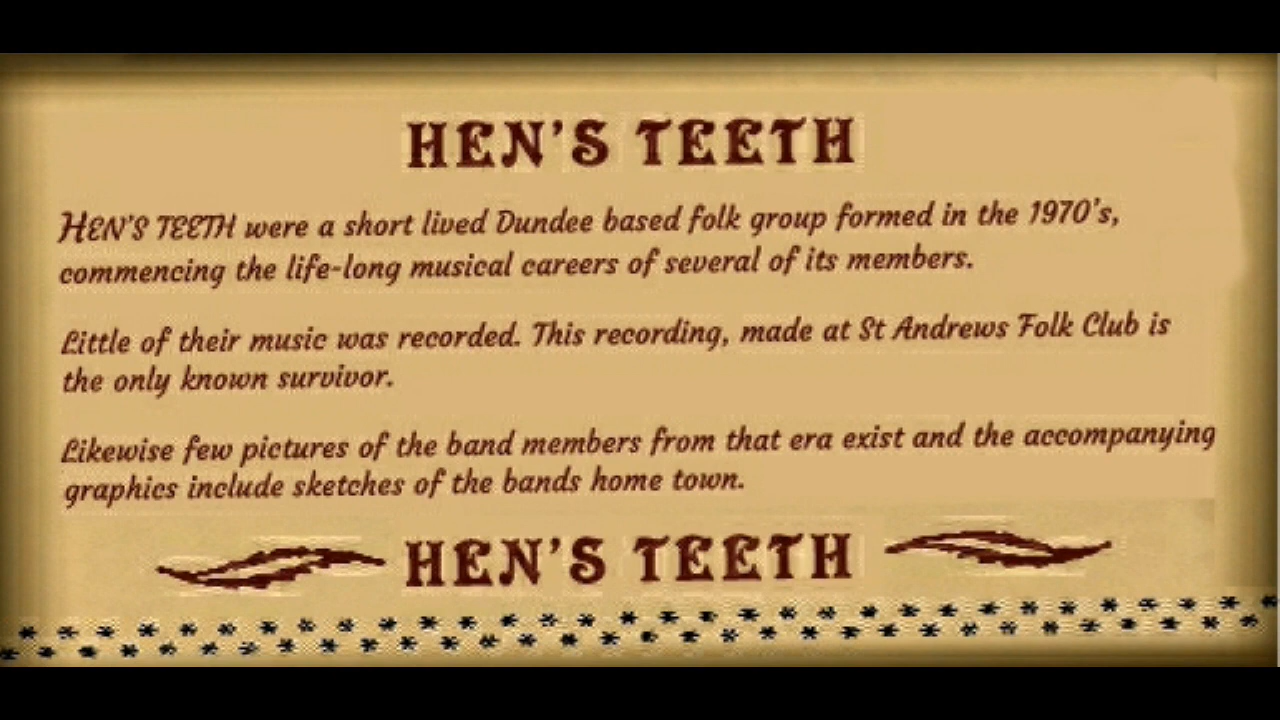 HEN'S TEETH
HEN'S TEETH were a short lived Dundee based folk group formed in the 1970's,
commencing the life-long musical careers of several of its members.
Little of their music was recorded. This recording, made at St Andrews Folk Club is
the only known survivor.
Likewise few pictures of the band members from that era exist and the accompanying
graphics include sketches of the bands home town.
HEN'S TEETH